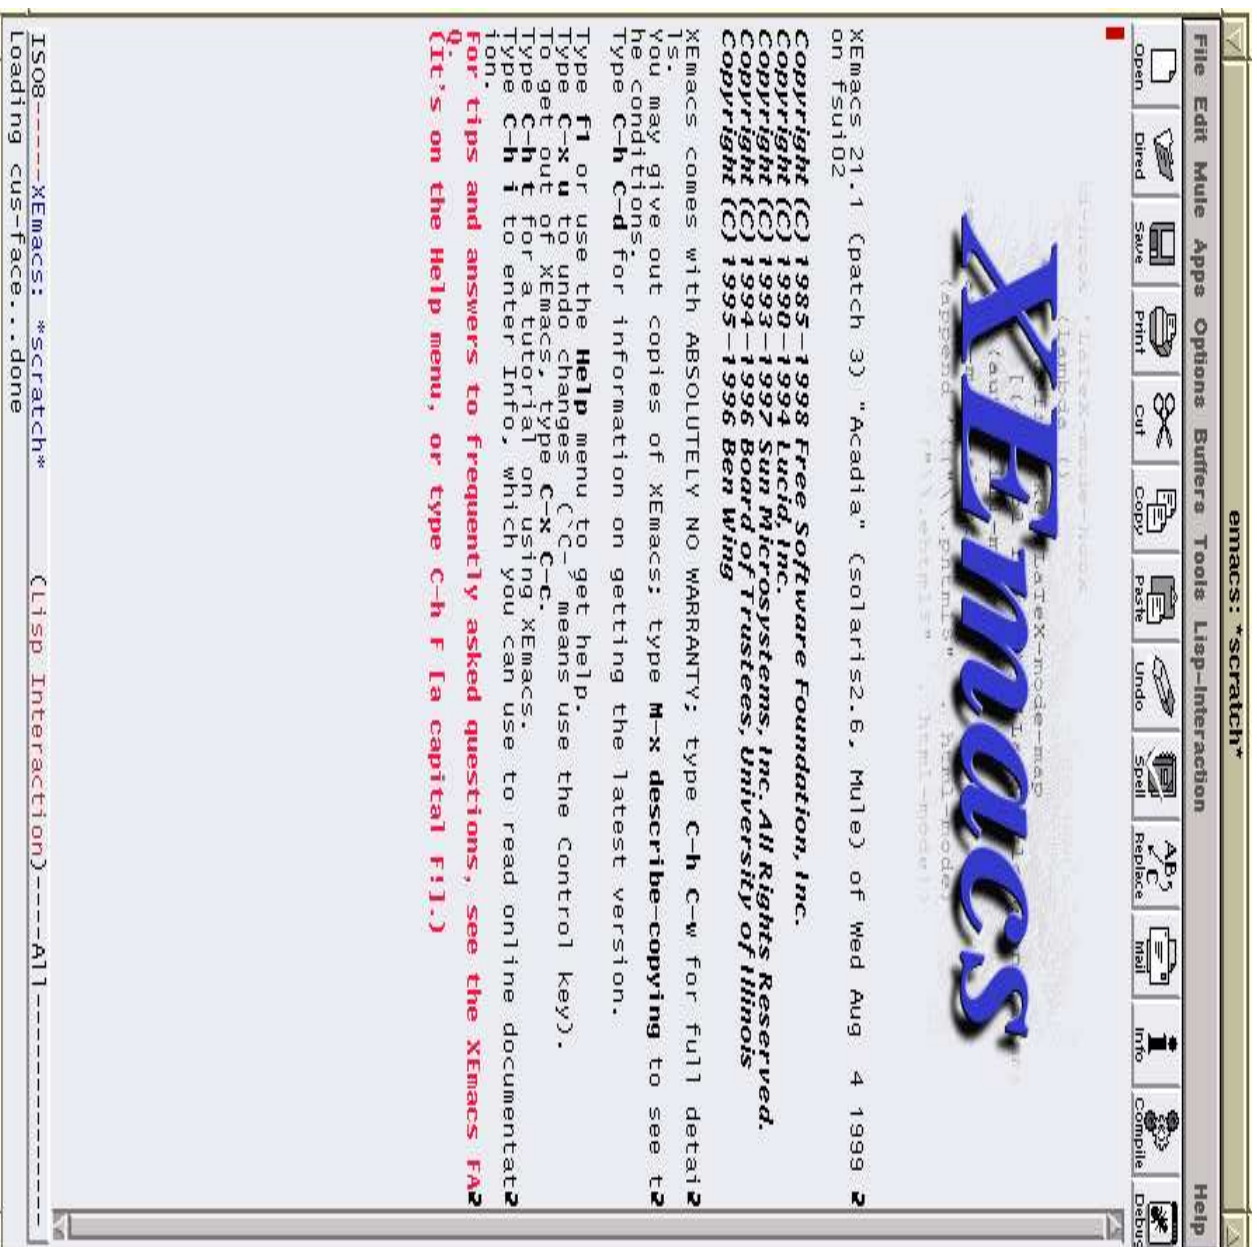 emacs: *scratch*
File Edit Mule Apps Options Buffers Tools Lisp-Interaction Help
Open Dired Save Print Cut Copy Paste Undo Spell Replace Mail Info Compile Debug
XEmacs
XEmacs 21.1 (patch 3) "Acadia" (solaris2.6, Mule) of Wed Aug  4 1999
on fsui02
Copyright (C) 1985-1998 Free Software Foundation, Inc.
Copyright (C) 1990-1994 Lucid, Inc.
Copyright (C) 1993-1997 Sun Microsystems, Inc. All Rights Reserved.
Copyright (C) 1994-1996 Board of Trustees, University of Illinois
Copyright (C) 1995-1996 Ben Wing
XEmacs comes with ABSOLUTELY NO WARRANTY; type C-h C-w for full detai
ls.
You may give out copies of XEmacs; type M-x describe-copying to see t
he conditions.
Type C-h C-d for information on getting the latest version.
Type f1 or use the Help menu to get help.
Type C-x u to undo changes (`C-' means use the Control key).
To get out of XEmacs, type C-x C-c.
Type C-h t for a tutorial on using XEmacs.
Type C-h i to enter Info, which you can use to read online documentat
ion.
For tips and answers to frequently asked questions, see the XEmacs FA
Q.
(It's on the Help menu, or type C-h F [a capital F!].)
ISO8-----XEmacs: *scratch* (Lisp Interaction)----All-------------
Loading cus-face...done